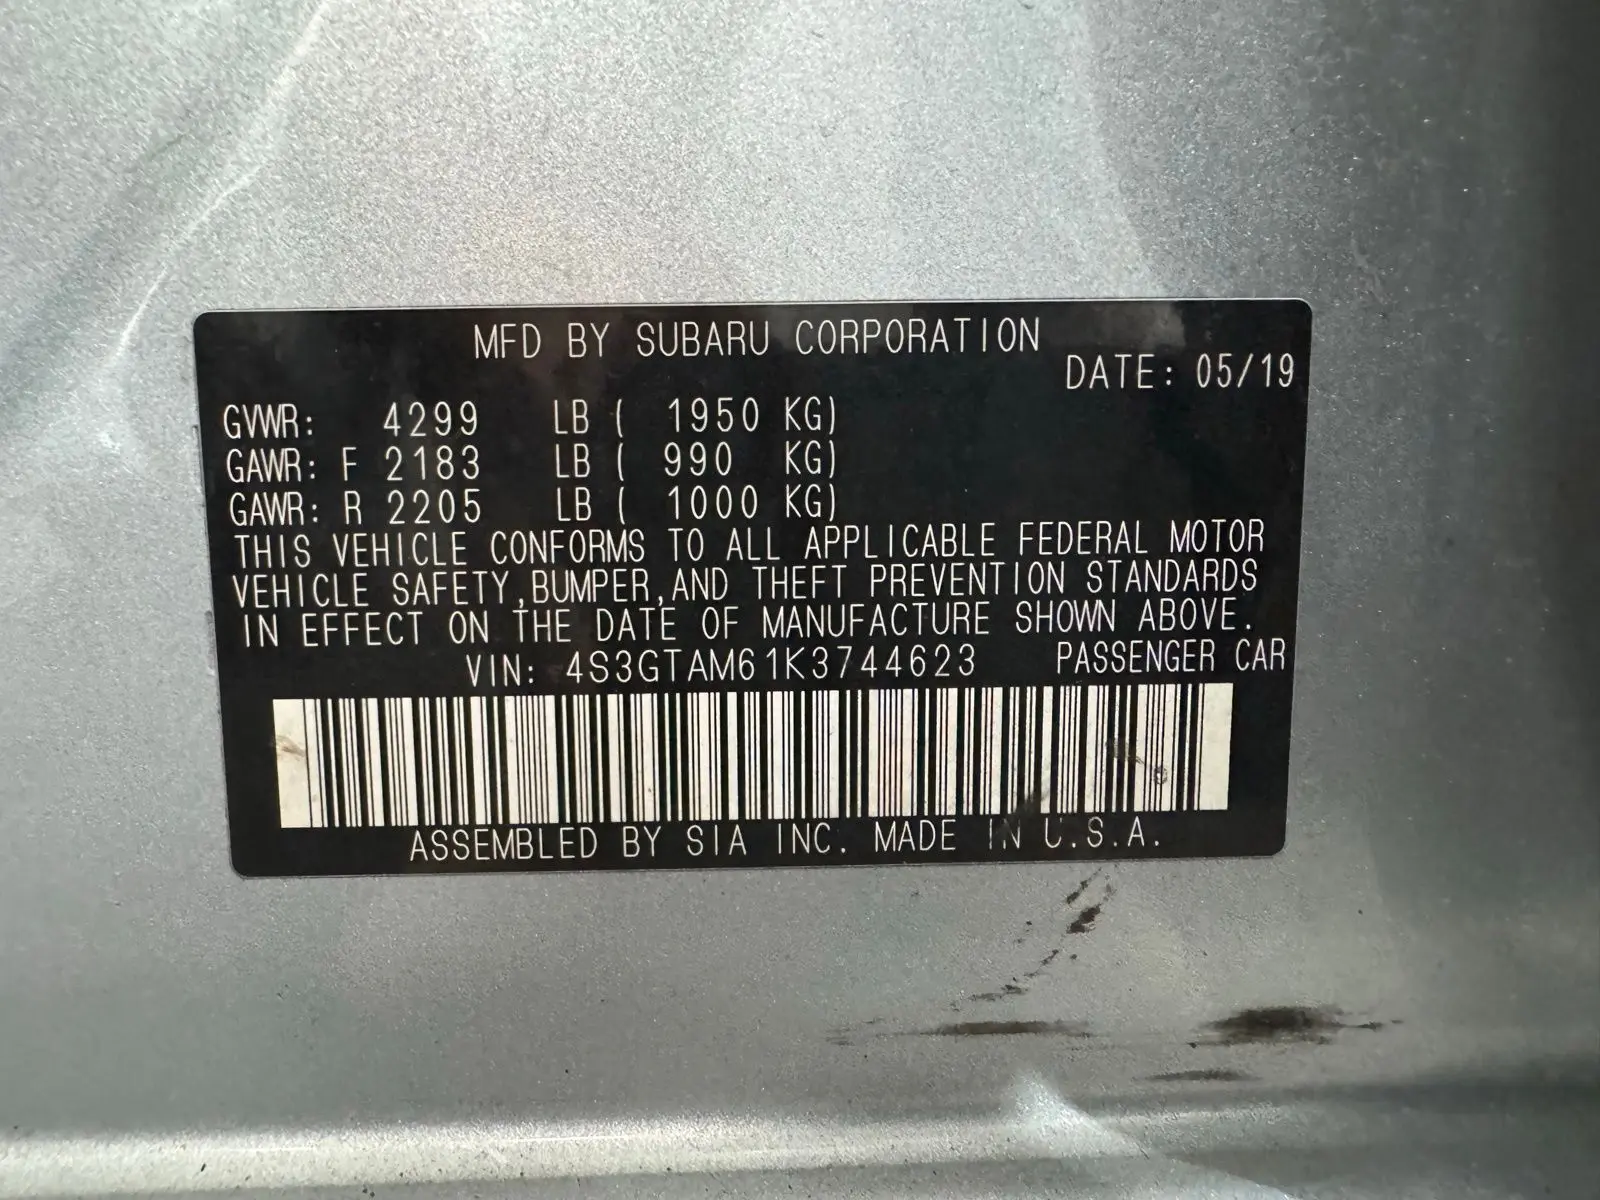 MFD BY SUBARU CORPORATION
DATE: 05/19
GVWR: 4299 LB ( 1950 KG)
GAWR: F 2183 LB ( 990 KG)
GAWR: R 2205 LB ( 1000 KG)
THIS VEHICLE CONFORMS TO ALL APPLICABLE FEDERAL MOTOR
VEHICLE SAFETY,BUMPER,AND THEFT PREVENTION STANDARDS
IN EFFECT ON THE DATE OF MANUFACTURE SHOWN ABOVE.
VIN: 4S3GTAM61K3744623 PASSENGER CAR
ASSEMBLED BY SIA INC. MADE IN U.S.A.